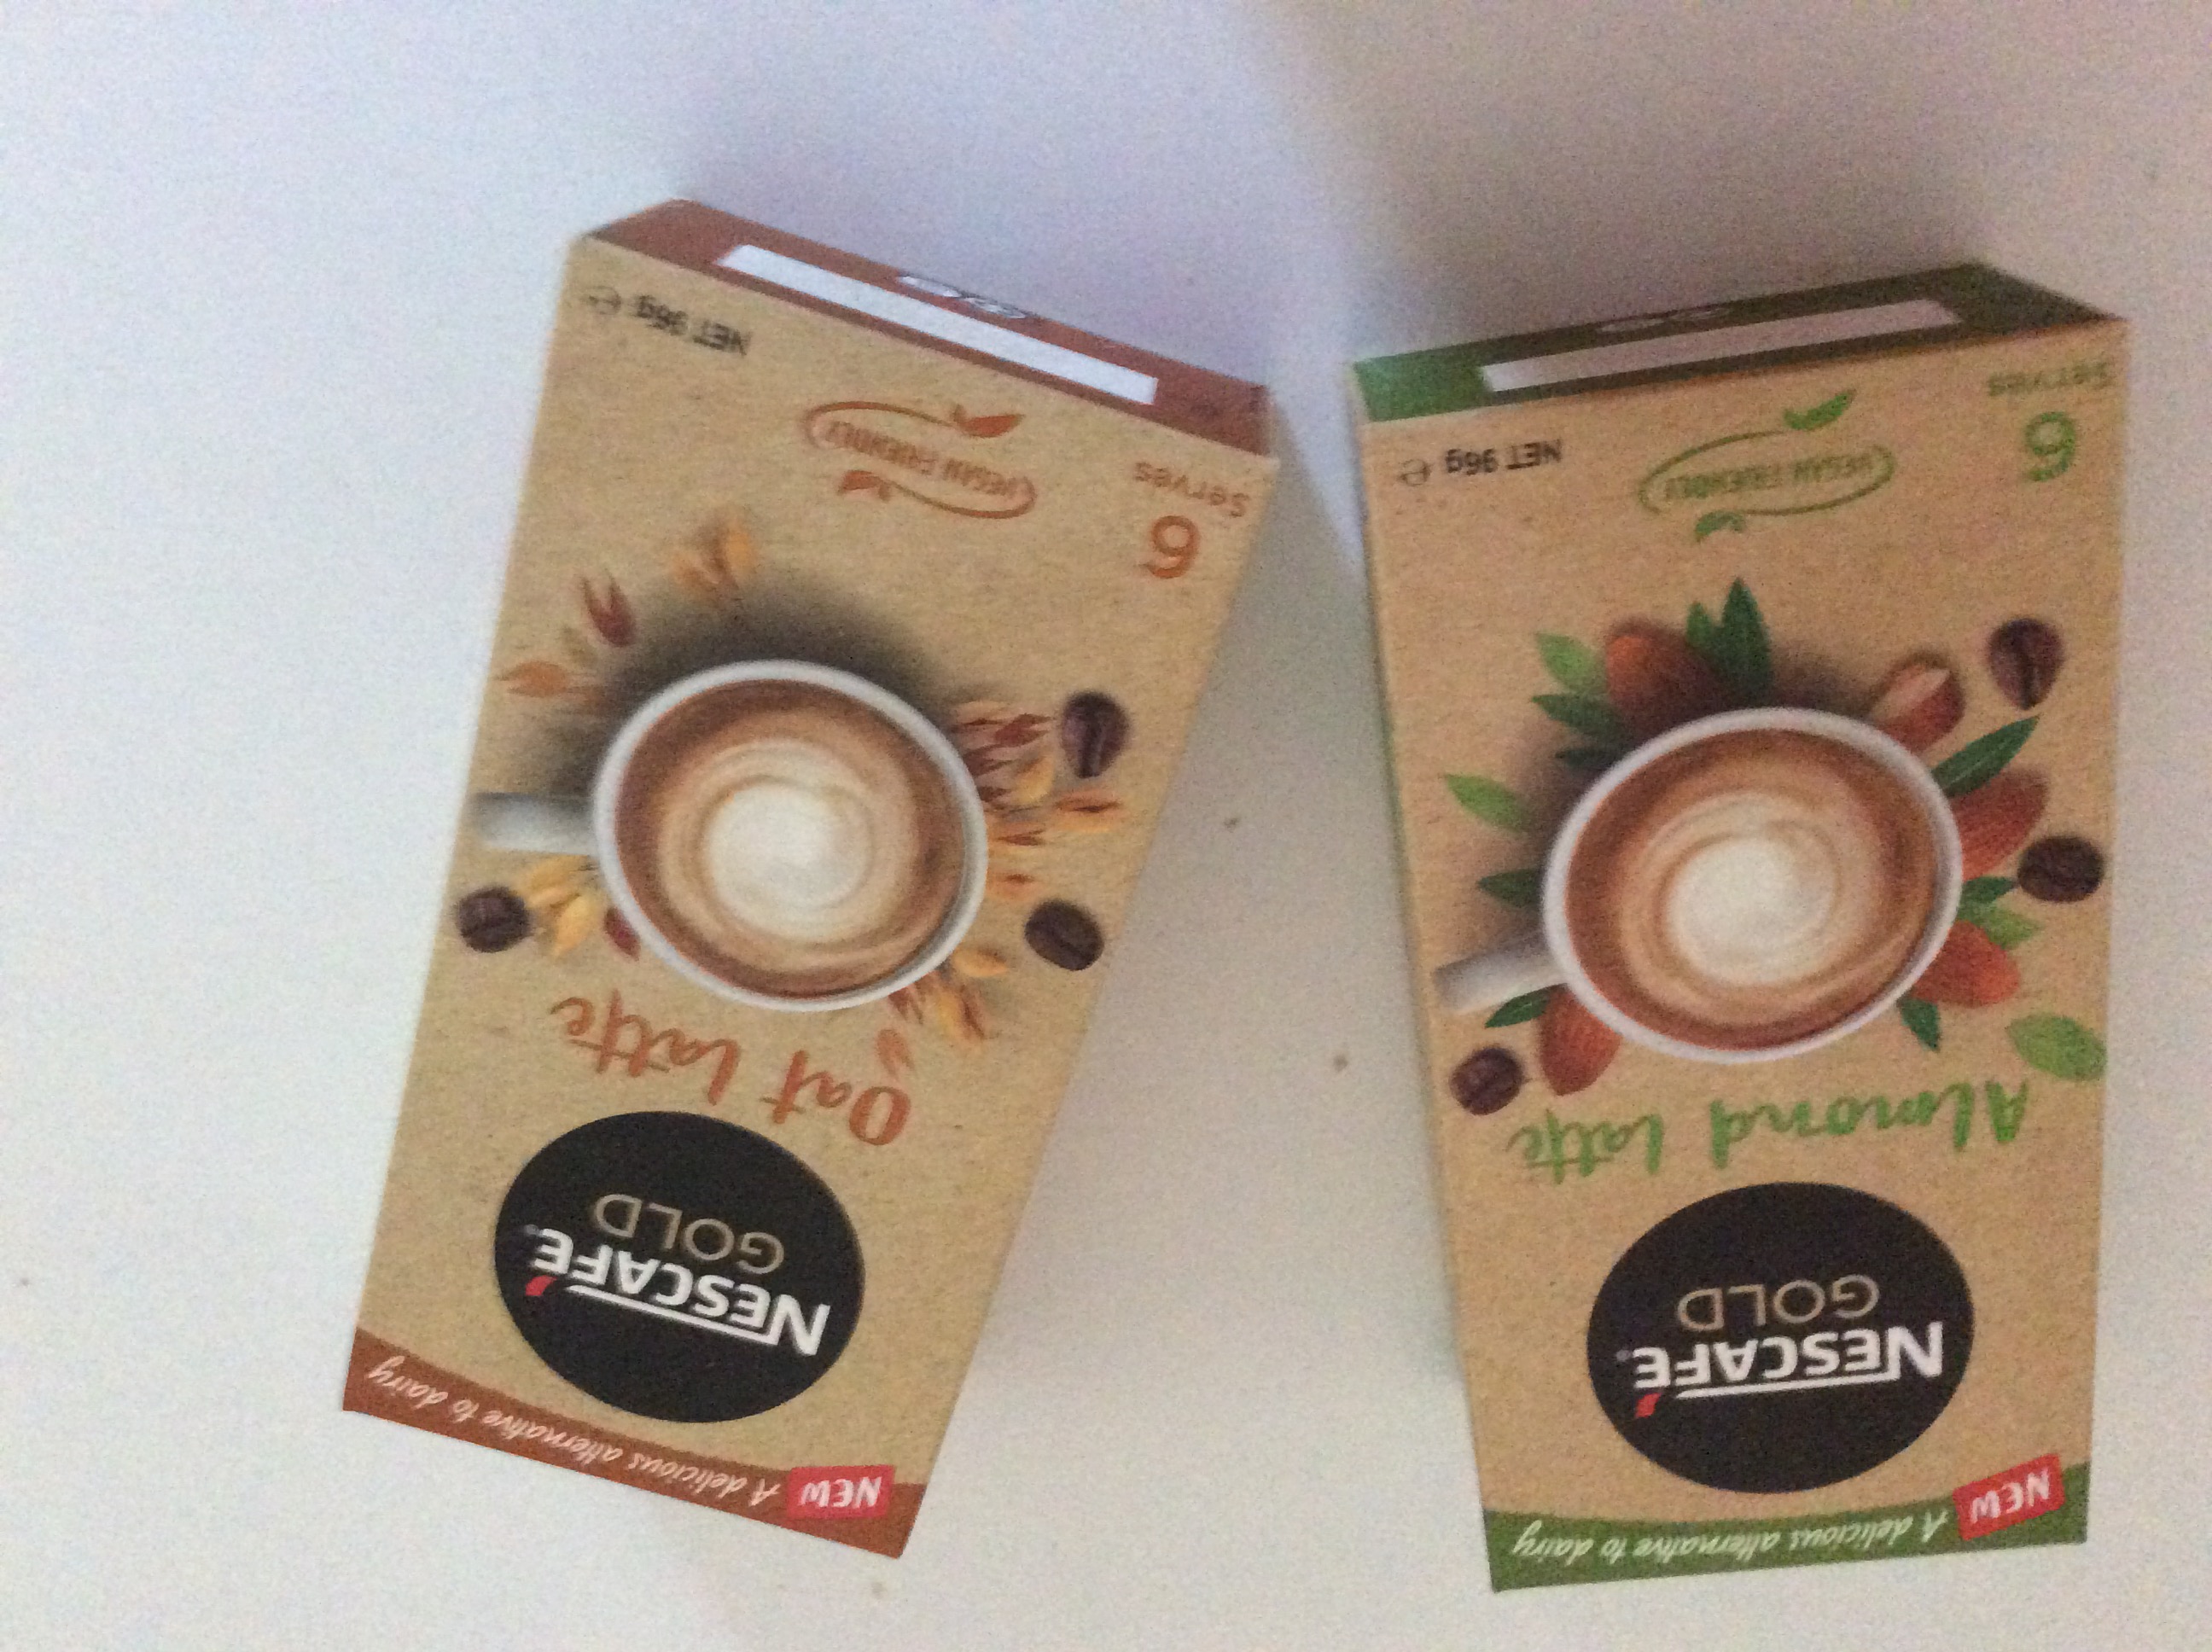 NEW A delicious alternative to dairy
NESCAFÉ®
GOLD
Oat latte
6
Serves
VEGAN FRIENDLY
NET 96g e
NEW A delicious alternative to dairy
NESCAFÉ®
GOLD
Almond latte
6
Serves
VEGAN FRIENDLY
NET 96g e